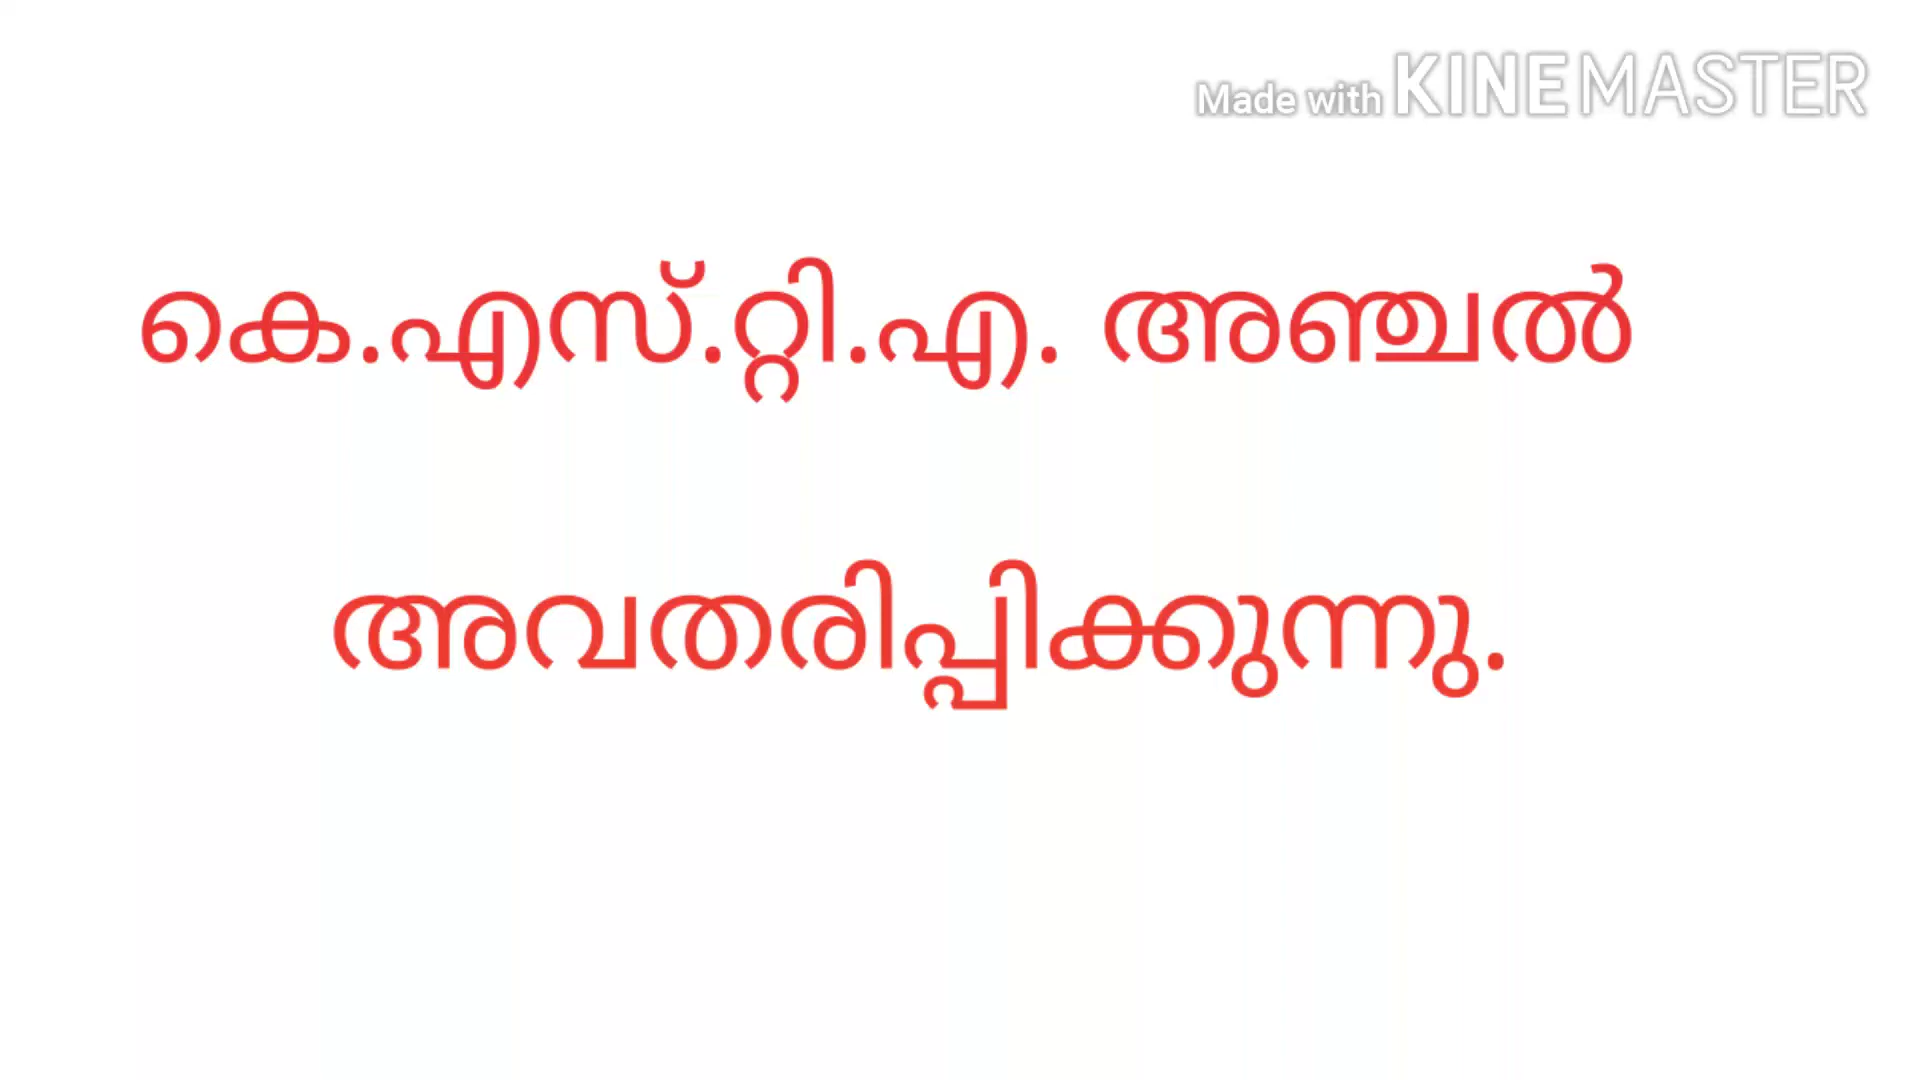 Made with KINEMASTER
കെ.എസ്.റ്റി.എ. അഞ്ചൽ
അവതരിപ്പിക്കുന്നു.